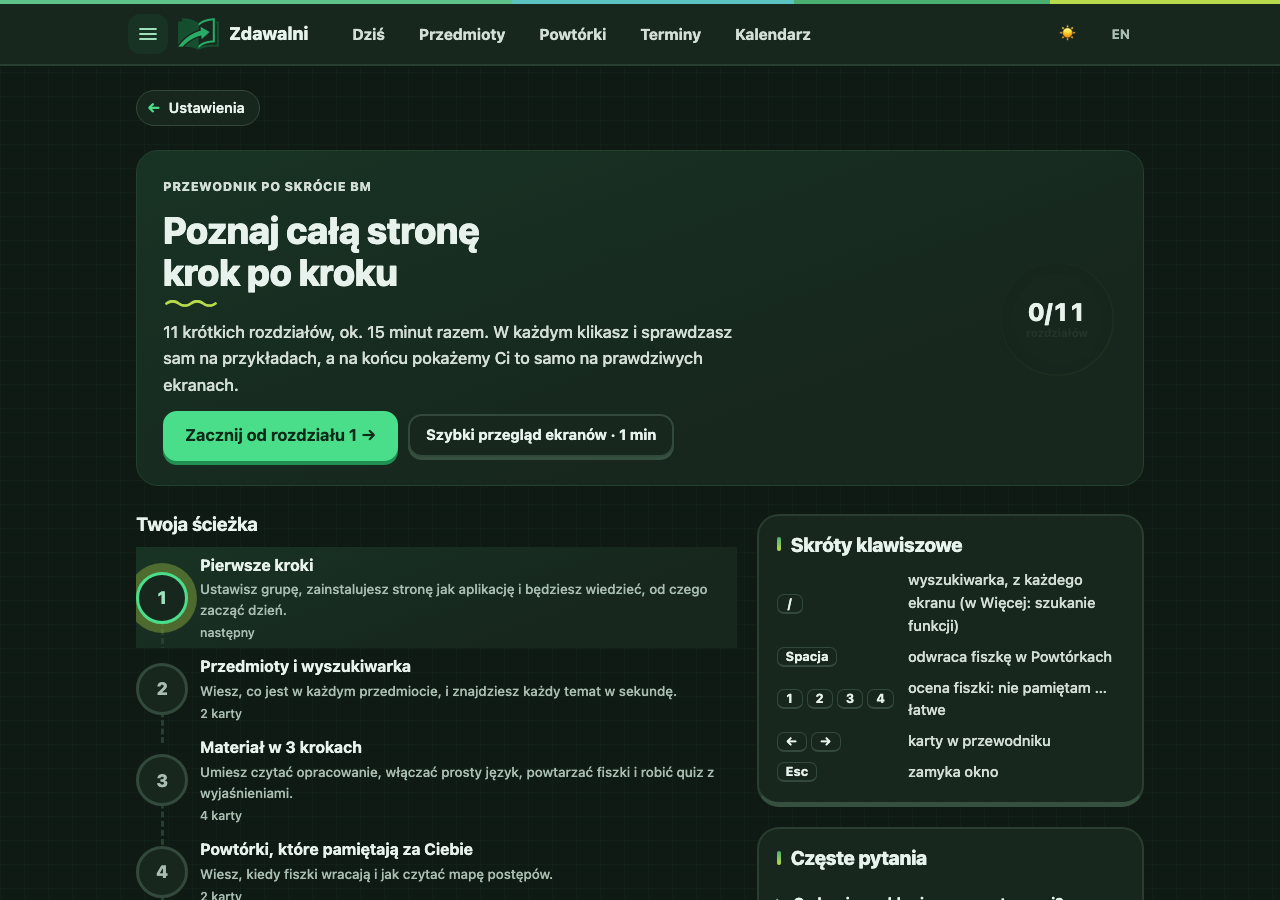 Zdawalni
Dziś
Przedmioty
Powtórki
Terminy
Kalendarz
EN
← Ustawienia
PRZEWODNIK PO SKRÓCIE BM
Poznaj całą stronę
krok po kroku
11 krótkich rozdziałów, ok. 15 minut razem. W każdym klikasz i sprawdzasz
sam na przykładach, a na końcu pokażemy Ci to samo na prawdziwych
ekranach.
Zacznij od rozdziału 1 →
Szybki przegląd ekranów · 1 min
0/11
rozdziałów
Twoja ścieżka
1
Pierwsze kroki
Ustawisz grupę, zainstalujesz stronę jak aplikację i będziesz wiedzieć, od czego
zacząć dzień.
następny
2
Przedmioty i wyszukiwarka
Wiesz, co jest w każdym przedmiocie, i znajdziesz każdy temat w sekundę.
2 karty
3
Materiał w 3 krokach
Umiesz czytać opracowanie, włączać prosty język, powtarzać fiszki i robić quiz z
wyjaśnieniami.
4 karty
4
Powtórki, które pamiętają za Ciebie
Wiesz, kiedy fiszki wracają i jak czytać mapę postępów.
2 karty
Skróty klawiszowe
/
wyszukiwarka, z każdego
ekranu (w Więcej: szukanie
funkcji)
Spacja
odwraca fiszkę w Powtórkach
1 2 3 4
ocena fiszki: nie pamiętam ...
łatwe
← →
karty w przewodniku
Esc
zamyka okno
Częste pytania